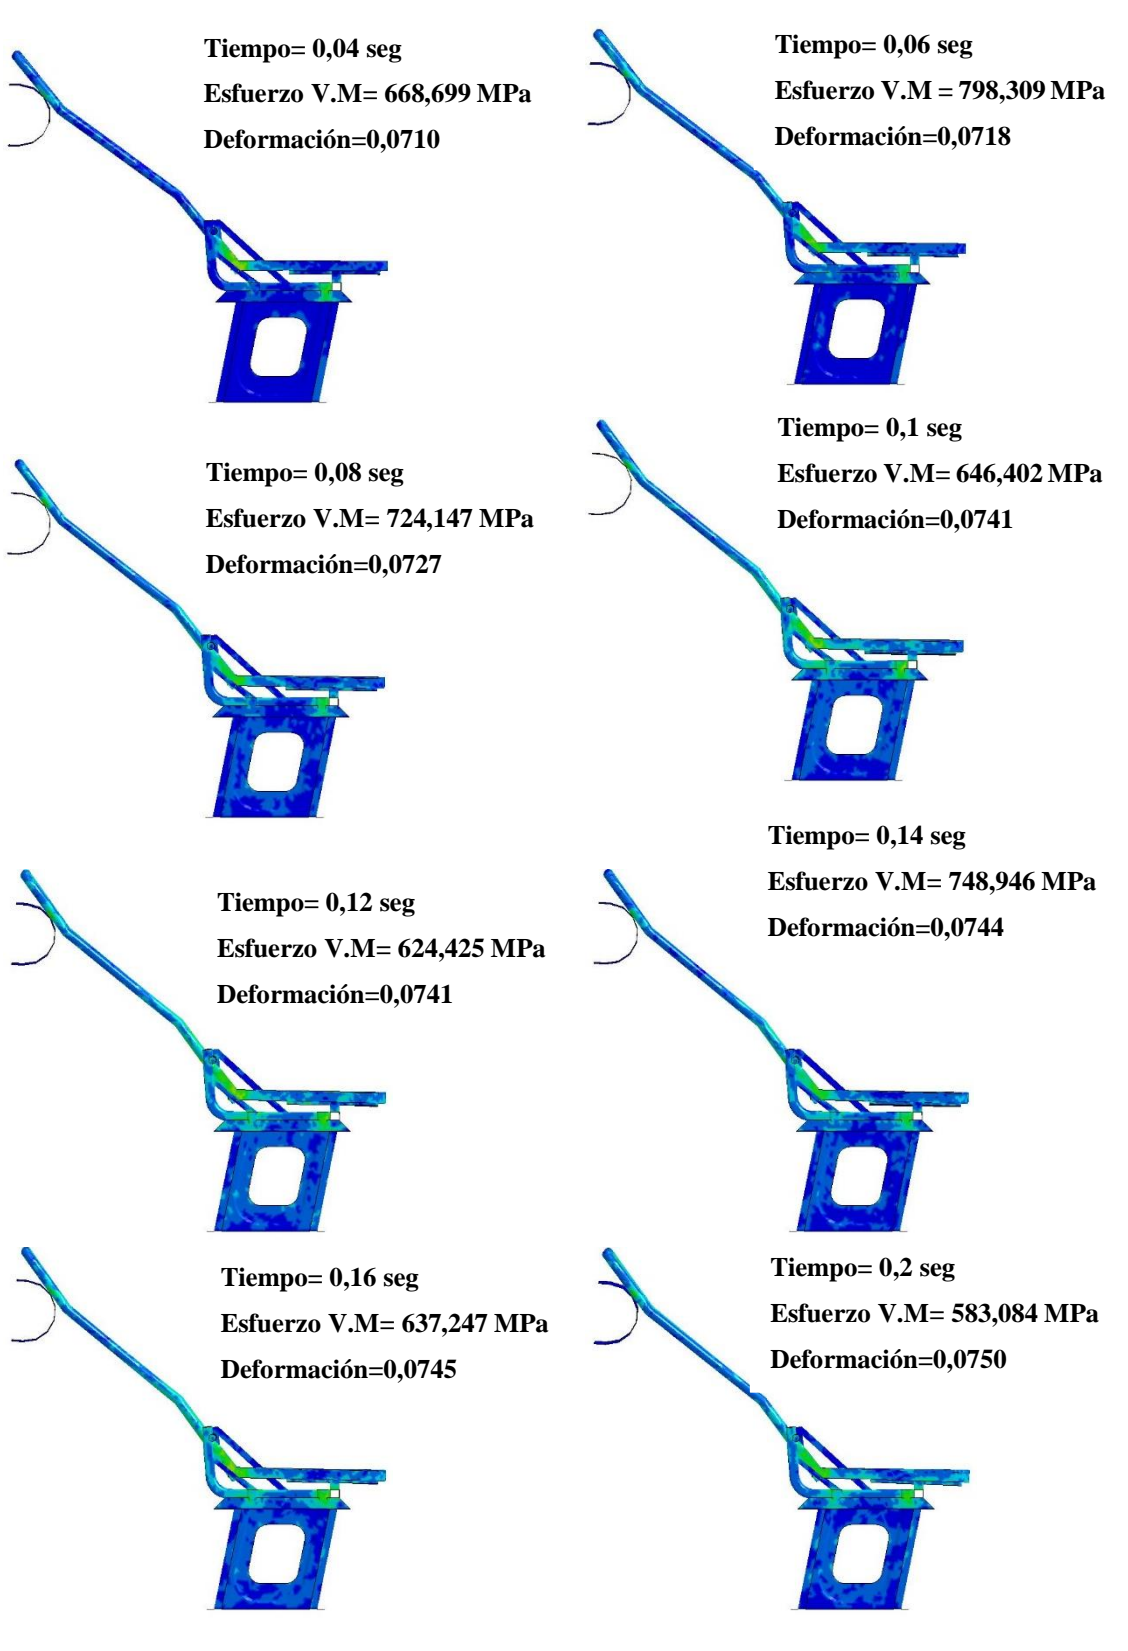 Tiempo= 0,04 seg
Esfuerzo V.M= 668,699 MPa
Deformación=0,0710
Tiempo= 0,06 seg
Esfuerzo V.M = 798,309 MPa
Deformación=0,0718
Tiempo= 0,08 seg
Esfuerzo V.M= 724,147 MPa
Deformación=0,0727
Tiempo= 0,1 seg
Esfuerzo V.M= 646,402 MPa
Deformación=0,0741
Tiempo= 0,12 seg
Esfuerzo V.M= 624,425 MPa
Deformación=0,0741
Tiempo= 0,14 seg
Esfuerzo V.M= 748,946 MPa
Deformación=0,0744
Tiempo= 0,16 seg
Esfuerzo V.M= 637,247 MPa
Deformación=0,0745
Tiempo= 0,2 seg
Esfuerzo V.M= 583,084 MPa
Deformación=0,0750